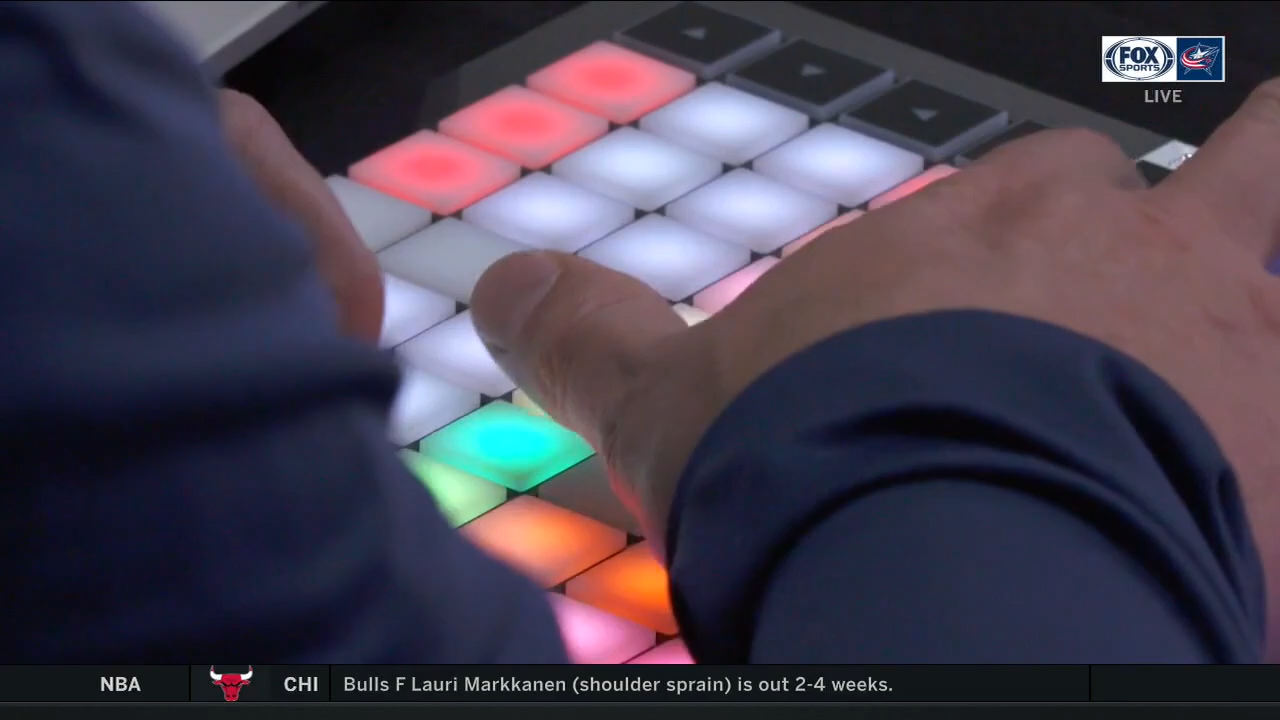 FOX
SPORTS
LIVE
NBA
CHI
Bulls F Lauri Markkanen (shoulder sprain) is out 2-4 weeks.